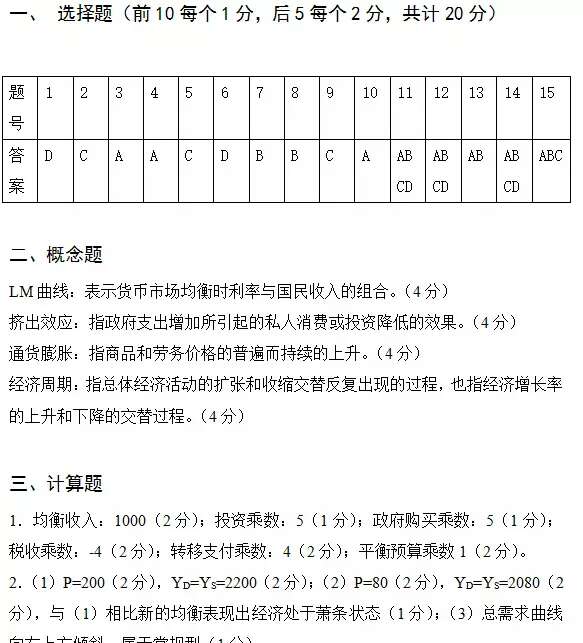 一、 选择题（前10每个1分，后5每个2分，共计20分）
题号 1 2 3 4 5 6 7 8 9 10 11 12 13 14 15
答案 D C A A C D B B C A ABCD ABCD AB ABCD ABC
二、概念题
LM曲线：表示货币市场均衡时利率与国民收入的组合。（4分）
挤出效应：指政府支出增加所引起的私人消费或投资降低的效果。（4分）
通货膨胀：指商品和劳务价格的普遍而持续的上升。（4分）
经济周期：指总体经济活动的扩张和收缩交替反复出现的过程，也指经济增长率
的上升和下降的交替过程。（4分）
三、计算题
1．均衡收入：1000（2分）；投资乘数：5（1分）；政府购买乘数：5（1分）；
税收乘数：-4（2分）；转移支付乘数：4（2分）；平衡预算乘数1（2分）。
2.（1）P=200（2分），YD=YS=2200（2分）；（2）P=80（2分），YD=YS=2080（2
分），与（1）相比新的均衡表现出经济处于萧条状态（1分）；（3）总需求曲线
向右上方倾斜，属于常规型（1分）